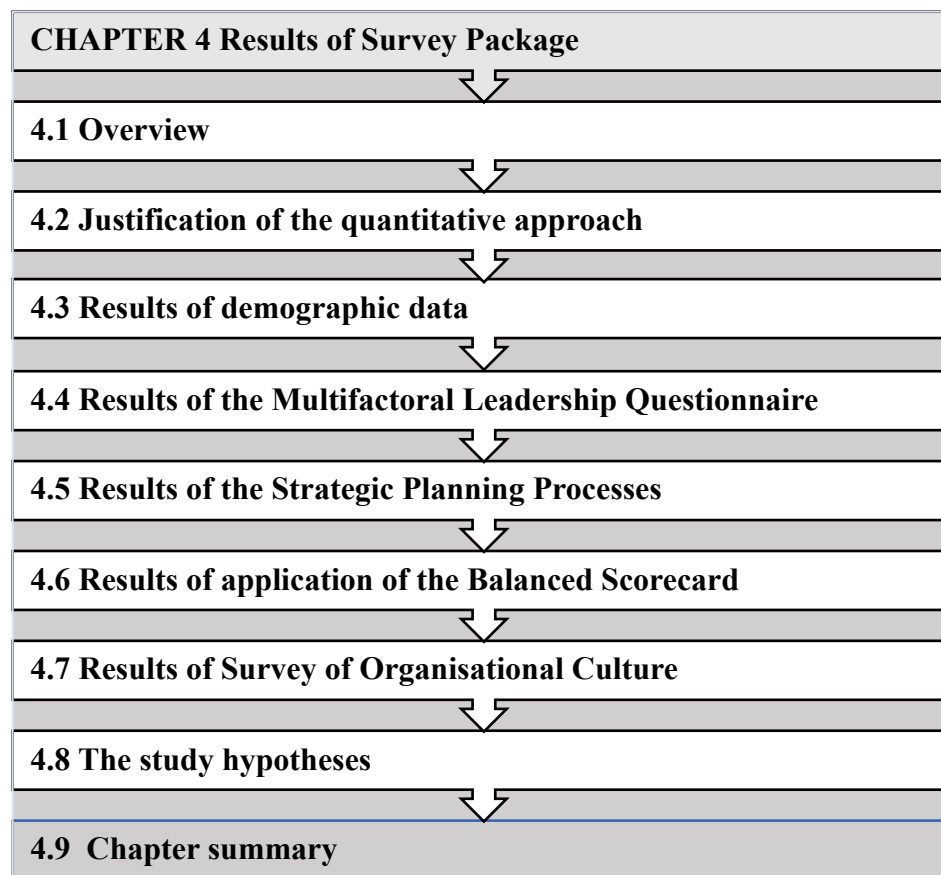 CHAPTER 4 Results of Survey Package
4.1 Overview
4.2 Justification of the quantitative approach
4.3 Results of demographic data
4.4 Results of the Multifactoral Leadership Questionnaire
4.5 Results of the Strategic Planning Processes
4.6 Results of application of the Balanced Scorecard
4.7 Results of Survey of Organisational Culture
4.8 The study hypotheses
4.9  Chapter summary